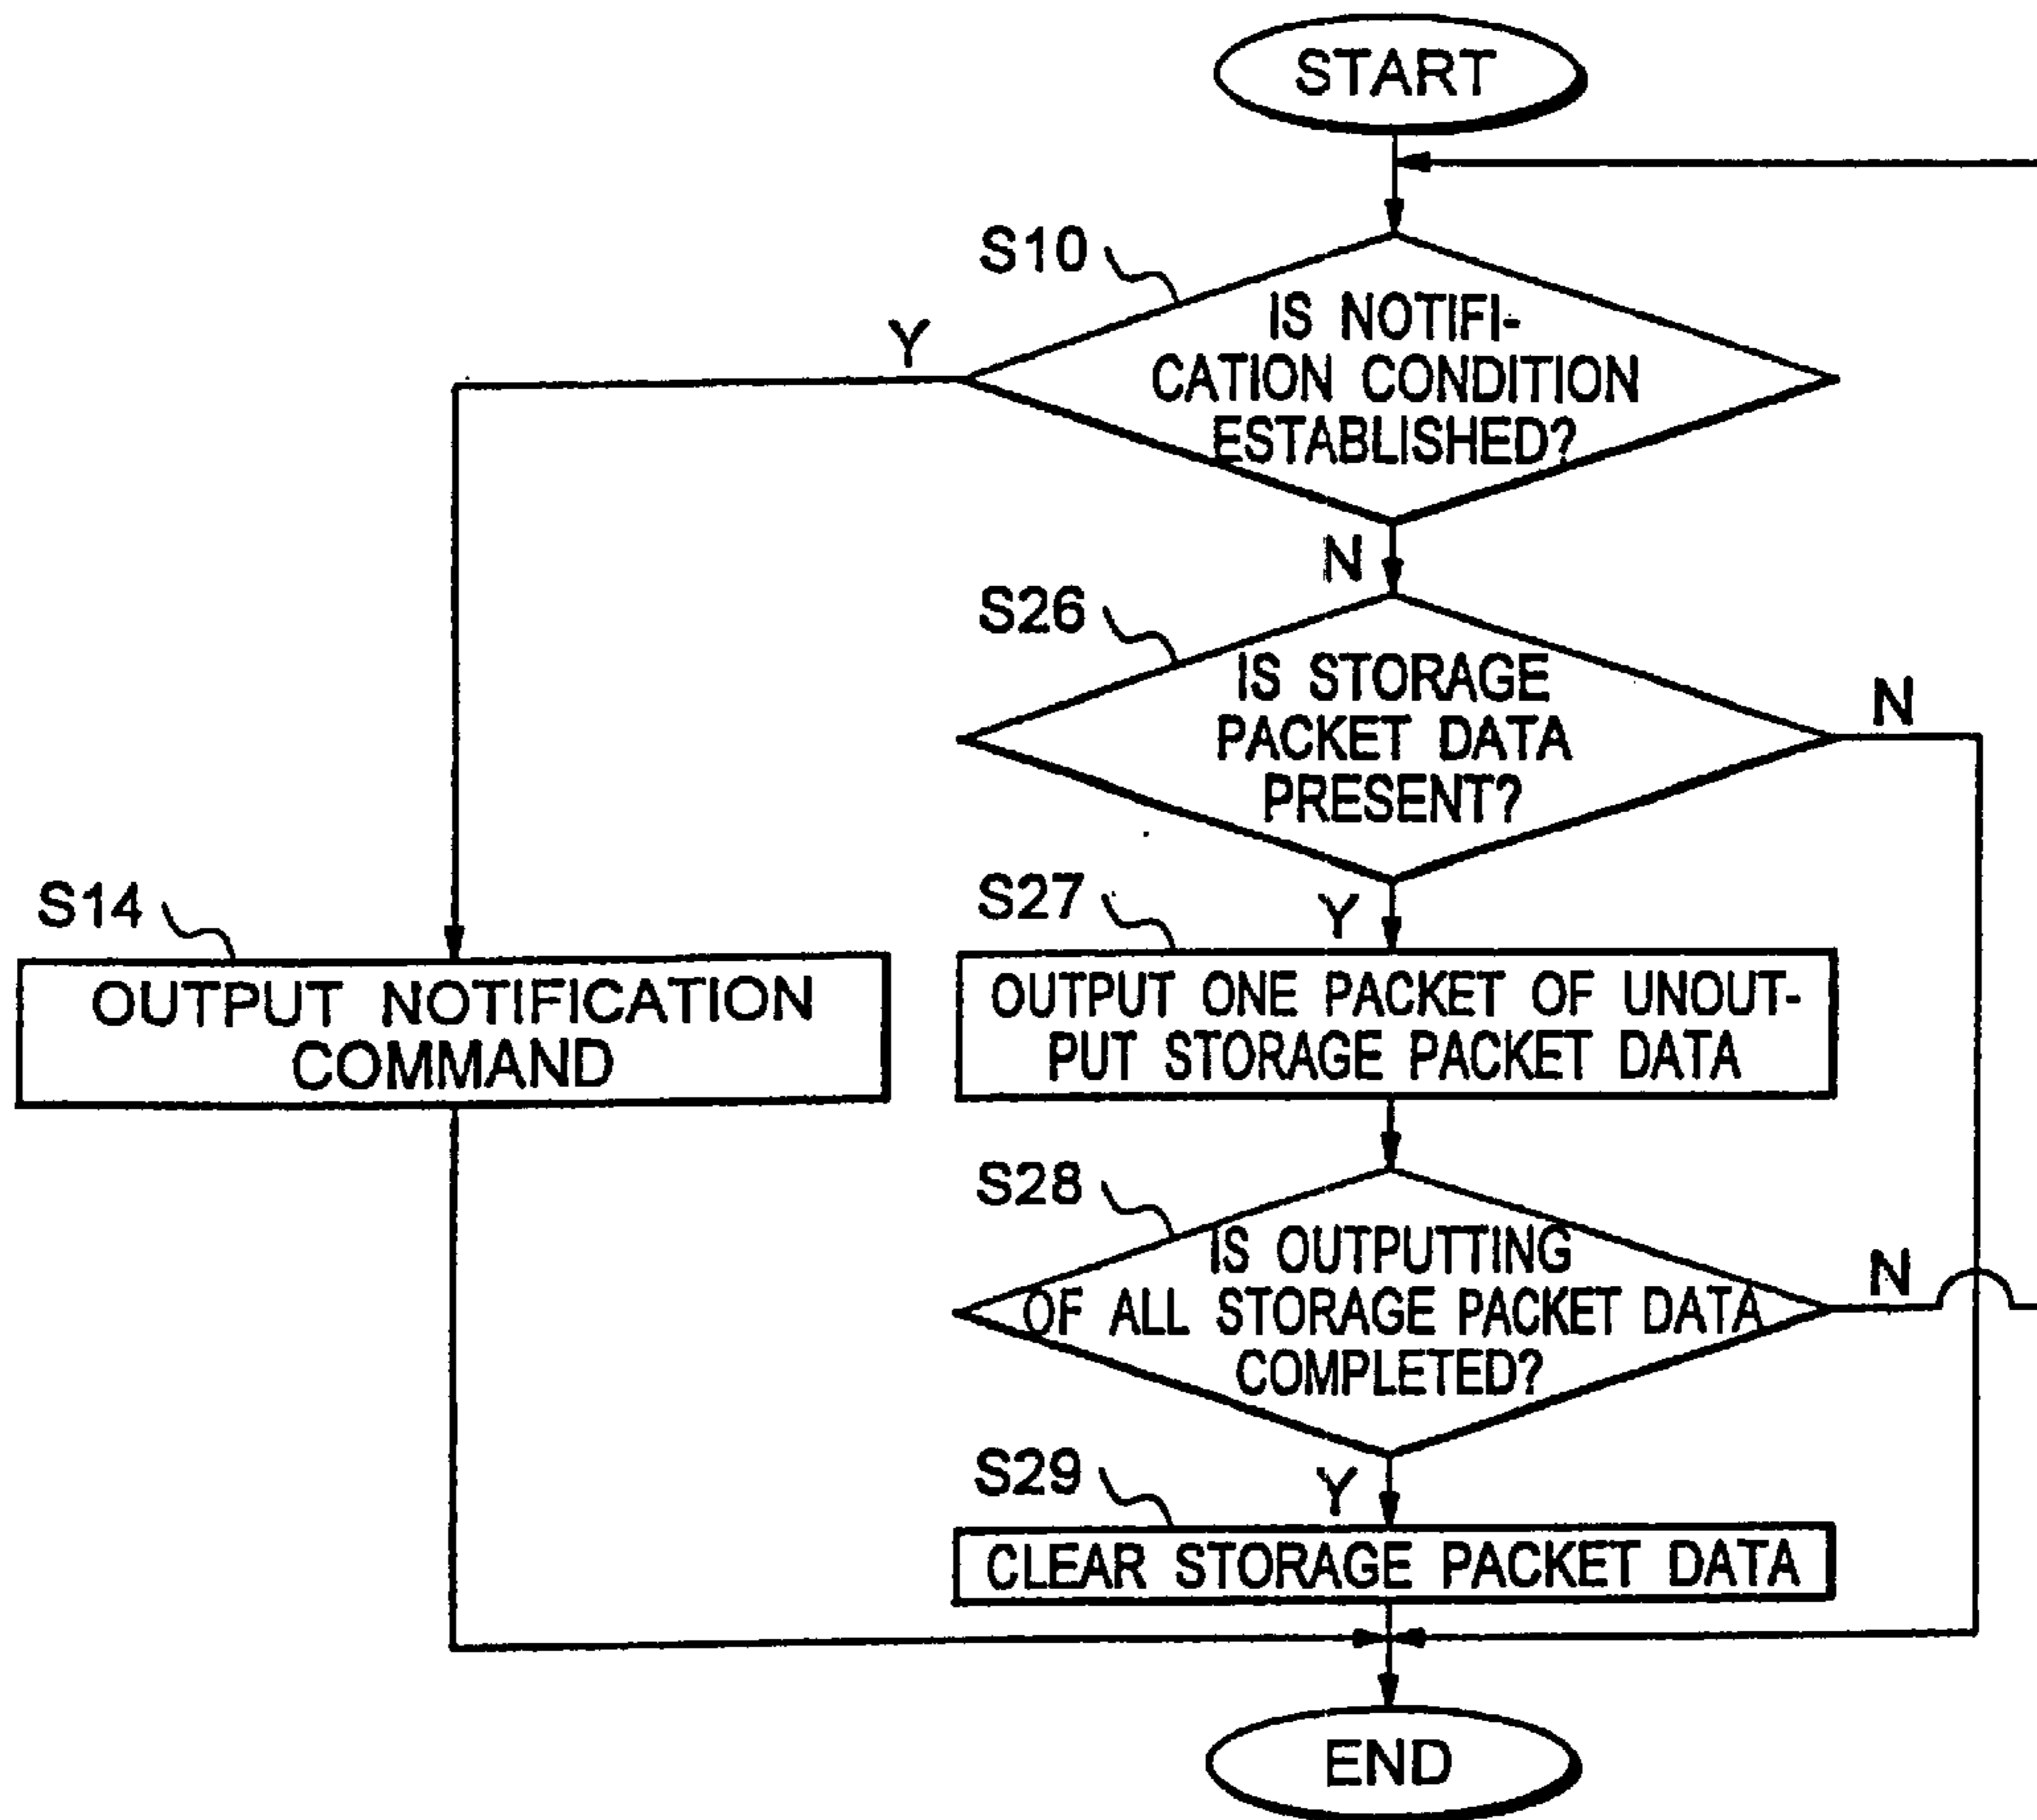 START
S10
IS NOTIFI-
CATION CONDITION
ESTABLISHED?
Y
N
S26
IS STORAGE
PACKET DATA
PRESENT?
N
Y
S14
OUTPUT NOTIFICATION
COMMAND
S27
OUTPUT ONE PACKET OF UNOUT-
PUT STORAGE PACKET DATA
S28
IS OUTPUTTING
OF ALL STORAGE PACKET DATA
COMPLETED?
N
Y
S29
CLEAR STORAGE PACKET DATA
END